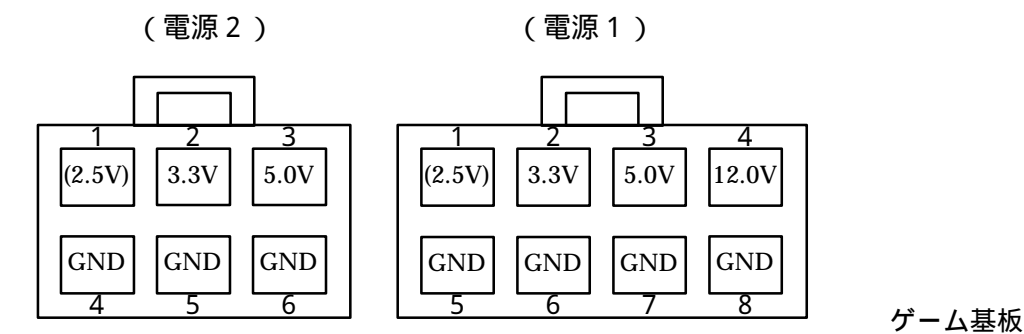 (電源2) (電源1)
1 2 3 1 2 3 4
(2.5V) 3.3V 5.0V (2.5V) 3.3V 5.0V 12.0V
GND GND GND GND GND GND GND
4 5 6 5 6 7 8
ゲーム基板